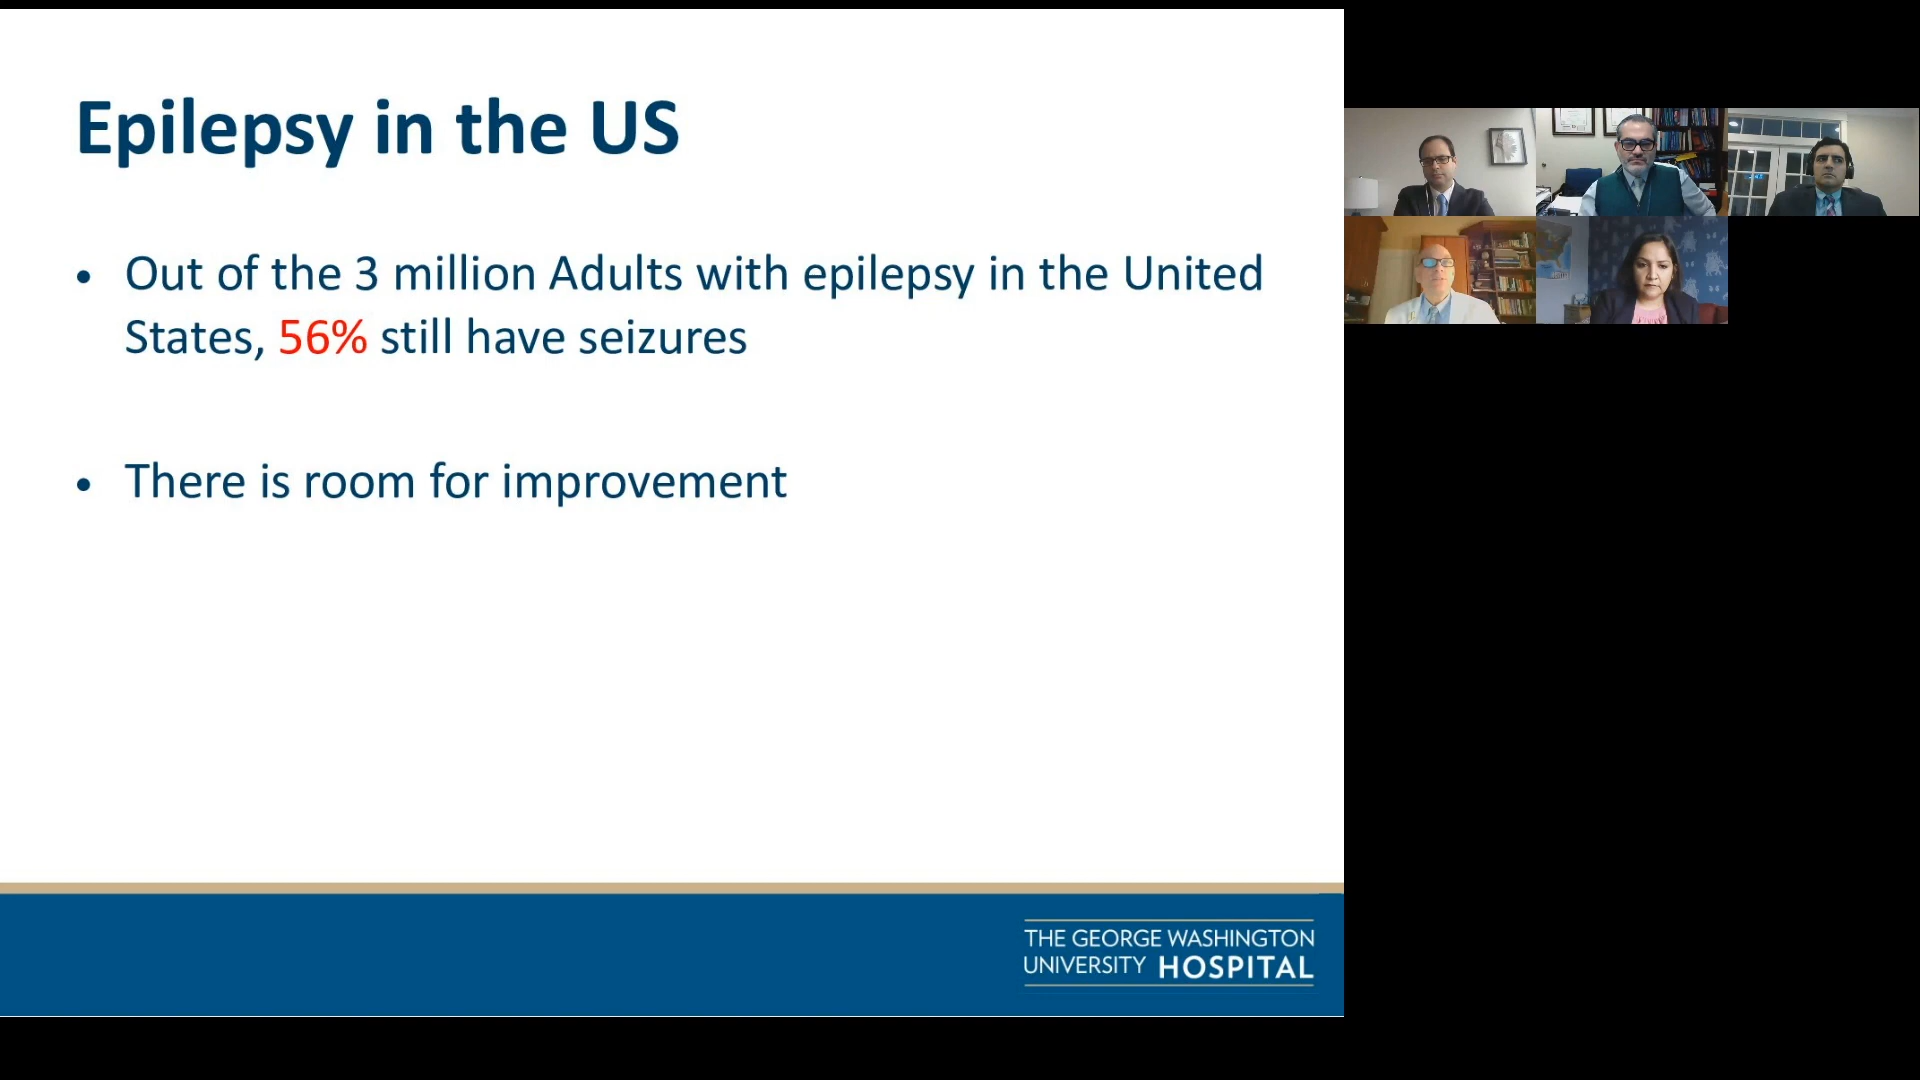 Epilepsy in the US
• Out of the 3 million Adults with epilepsy in the United
States, 56% still have seizures
• There is room for improvement
THE GEORGE WASHINGTON
UNIVERSITY HOSPITAL